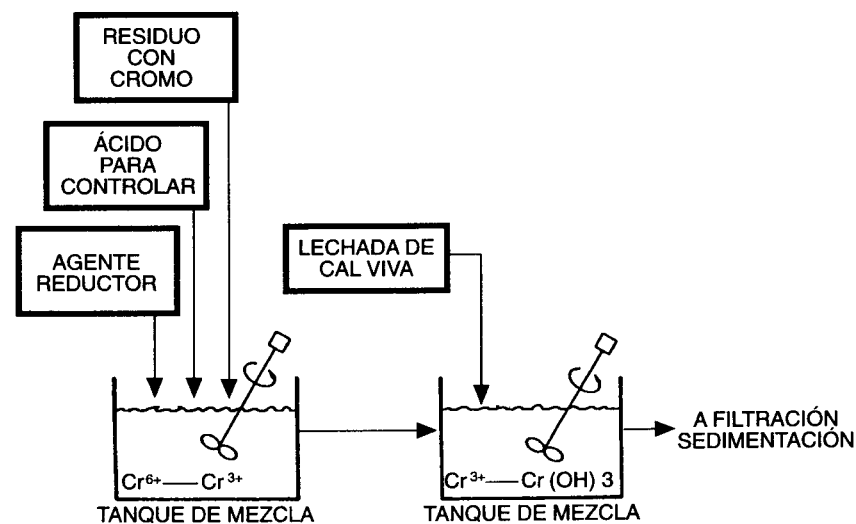 RESIDUO
CON
CROMO
ÁCIDO
PARA
CONTROLAR
AGENTE
REDUCTOR
LECHADA DE
CAL VIVA
Cr⁶⁺—Cr³⁺
TANQUE DE MEZCLA
Cr³⁺—Cr (OH) 3
TANQUE DE MEZCLA
A FILTRACIÓN
SEDIMENTACIÓN